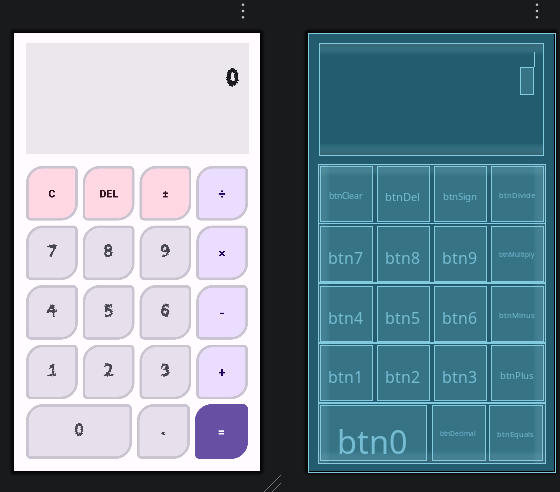 0
C DEL ± ÷
7 8 9 ×
4 5 6 -
1 2 3 +
0 . =
btnClear btnDel btnSign btnDivide
btn7 btn8 btn9 btnMultiply
btn4 btn5 btn6 btnMinus
btn1 btn2 btn3 btnPlus
btn0 btnDecimal btnEquals